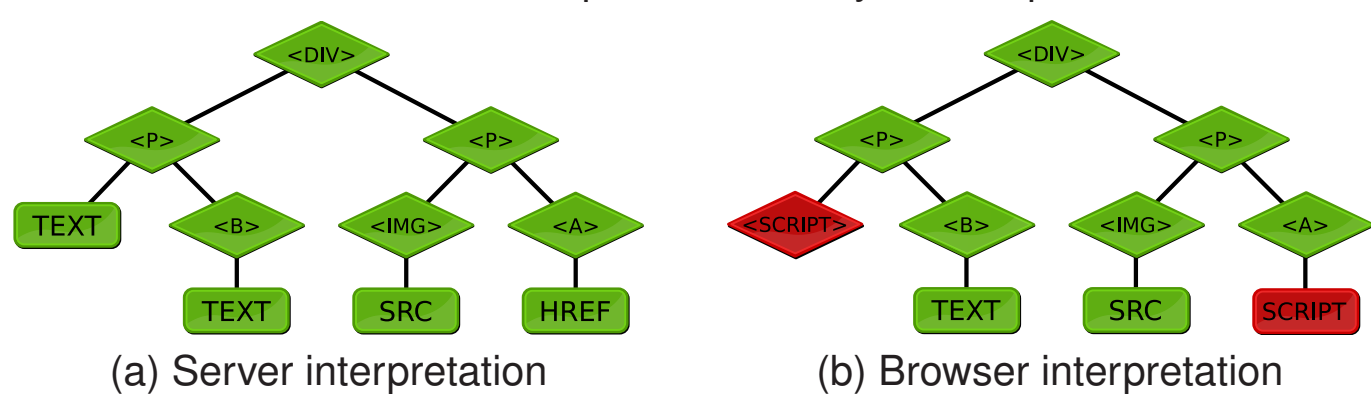 <DIV>
<P> <P>
TEXT <B> <IMG> <A>
TEXT SRC HREF
(a) Server interpretation
<DIV>
<P> <P>
<SCRIPT> <B> <IMG> <A>
TEXT SRC SCRIPT
(b) Browser interpretation